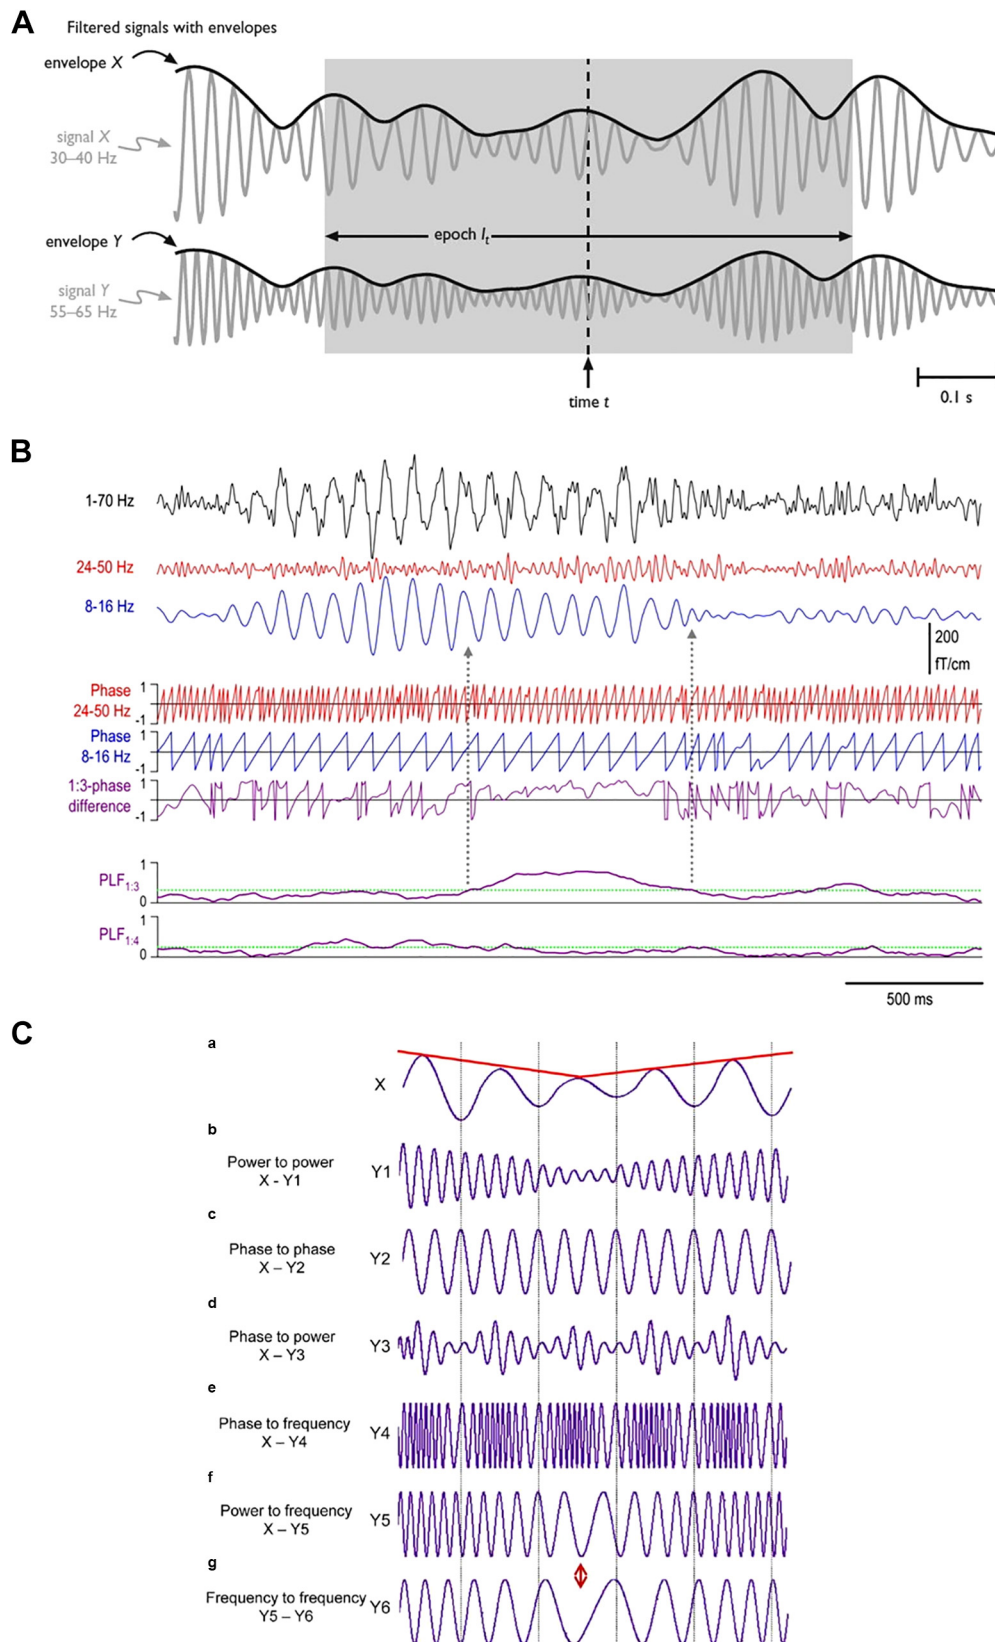 A
Filtered signals with envelopes
envelope X
signal X
30–40 Hz
envelope Y
epoch It
signal Y
55–65 Hz
time t
0.1 s
B
1-70 Hz
24-50 Hz
8-16 Hz
200
fT/cm
Phase
24-50 Hz
1
-1
Phase
8-16 Hz
1
-1
1:3-phase
difference
1
-1
PLF1:3
1
0
PLF1:4
1
0
500 ms
C
a
X
b
Power to power
X - Y1
Y1
c
Phase to phase
X – Y2
Y2
d
Phase to power
X – Y3
Y3
e
Phase to frequency
X – Y4
Y4
f
Power to frequency
X – Y5
Y5
g
Frequency to frequency
Y5 – Y6
Y6